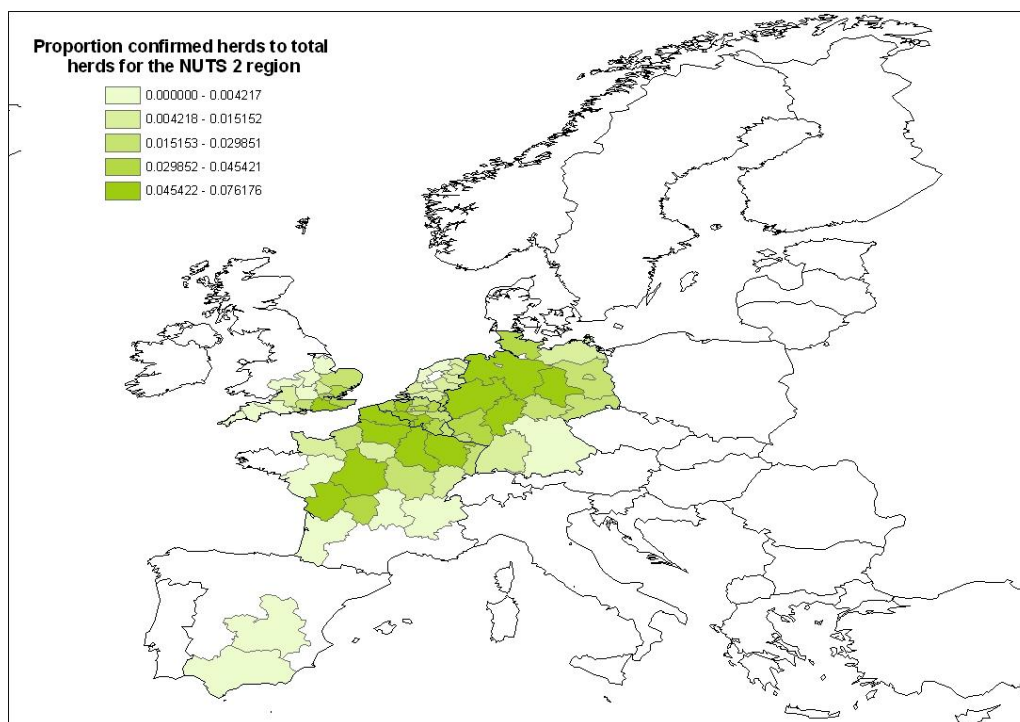 Proportion confirmed herds to total
herds for the NUTS 2 region
0.000000 - 0.004217
0.004218 - 0.015152
0.015153 - 0.029851
0.029852 - 0.045421
0.045422 - 0.076176